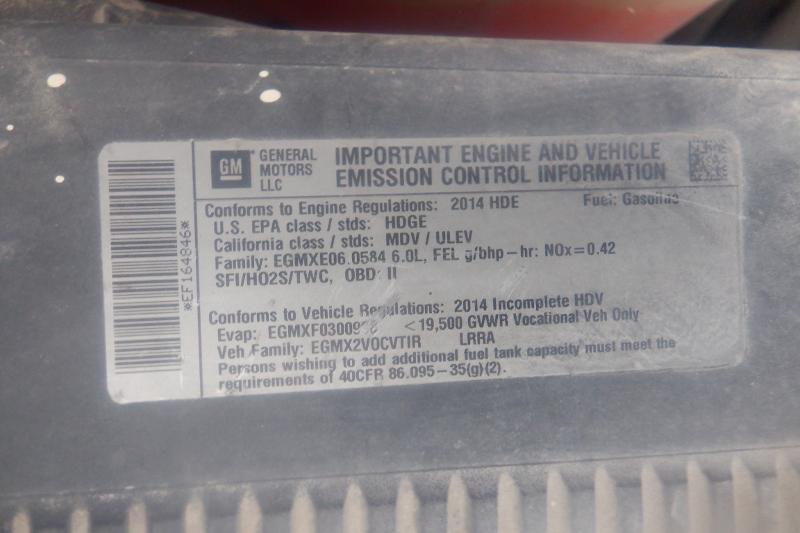 GM GENERAL MOTORS LLC
IMPORTANT ENGINE AND VEHICLE
EMISSION CONTROL INFORMATION
Conforms to Engine Regulations: 2014 HDE Fuel: Gasoline
U.S. EPA class / stds: HDGE
California class / stds: MDV / ULEV
Family: EGMXE06.0584 6.0L, FEL g/bhp-hr: NOx=0.42
SFI/HO2S/TWC, OBD II
Conforms to Vehicle Regulations: 2014 Incomplete HDV
Evap: <19,500 GVWR Vocational Veh Only
Veh Family: EGMX2VOCVTIR LRRA
Persons wishing to add additional fuel tank capacity must meet the
requirements of 40CFR 86.095-35(g)(2).
*EF164846*